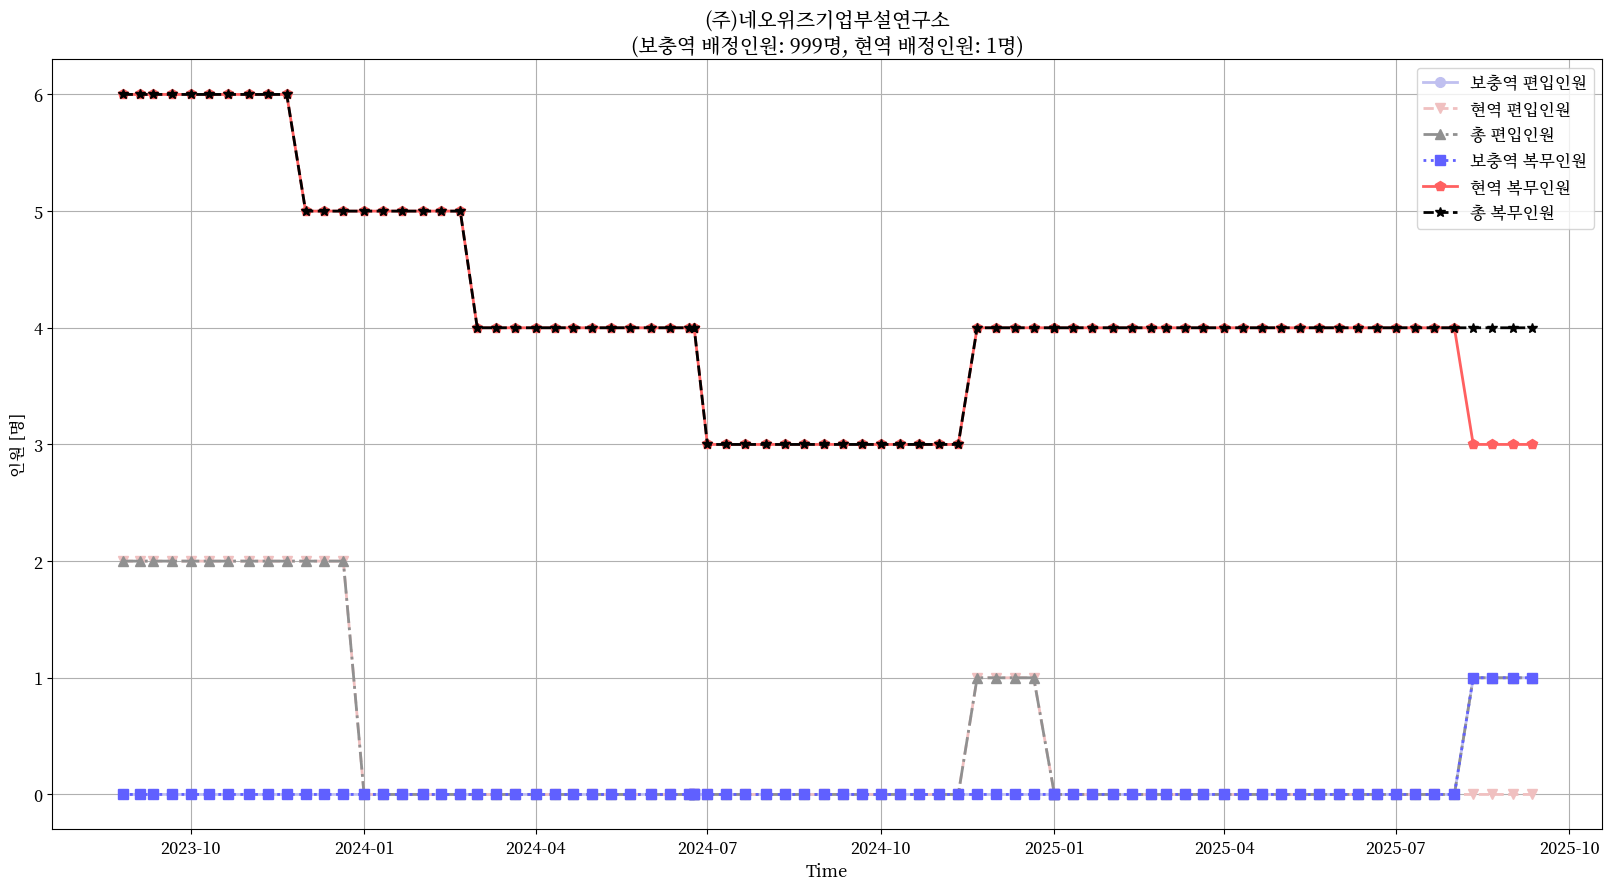 (주)네오위즈기업부설연구소
(보충역 배정인원: 999명, 현역 배정인원: 1명)
보충역 편입인원
현역 편입인원
총 편입인원
보충역 복무인원
현역 복무인원
총 복무인원
인원 [명]
6
5
4
3
2
1
0
2023-10
2024-01
2024-04
2024-07
2024-10
2025-01
2025-04
2025-07
2025-10
Time